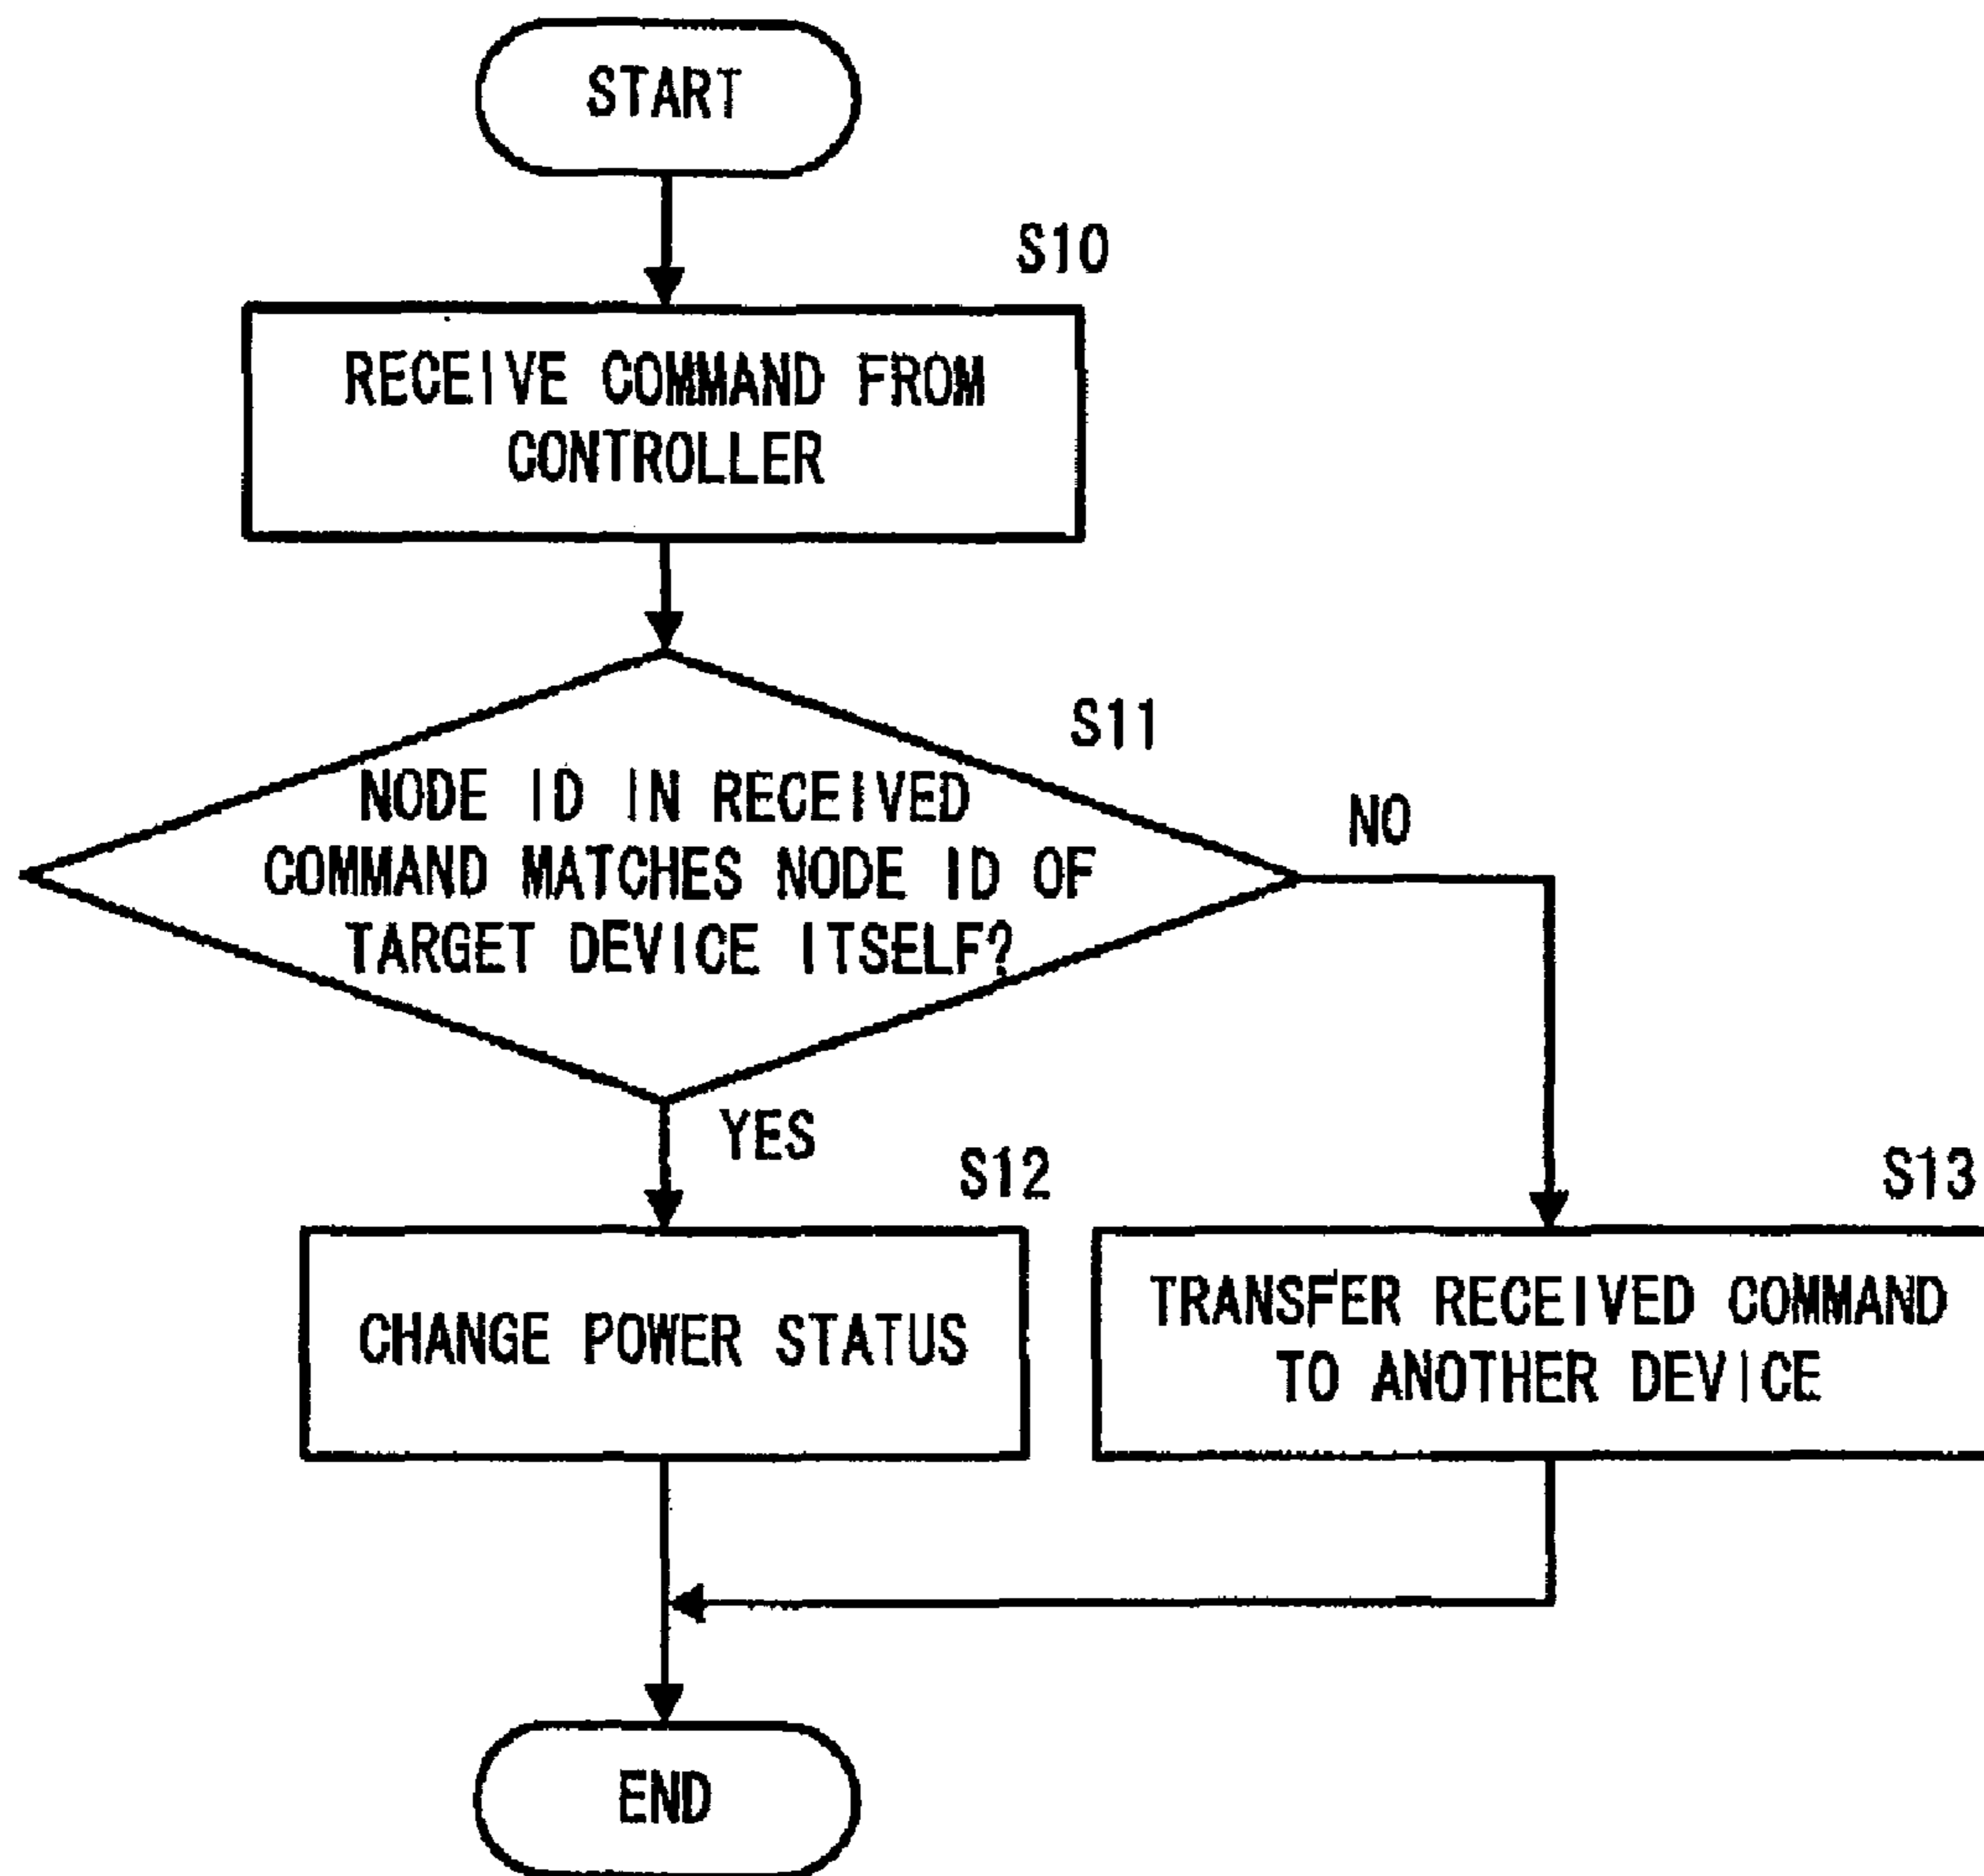 START
S10
RECEIVE COMMAND FROM
CONTROLLER
S11
NODE ID IN RECEIVED
COMMAND MATCHES NODE ID OF
TARGET DEVICE ITSELF?
NO
YES
S12
CHANGE POWER STATUS
S13
TRANSFER RECEIVED COMMAND
TO ANOTHER DEVICE
END